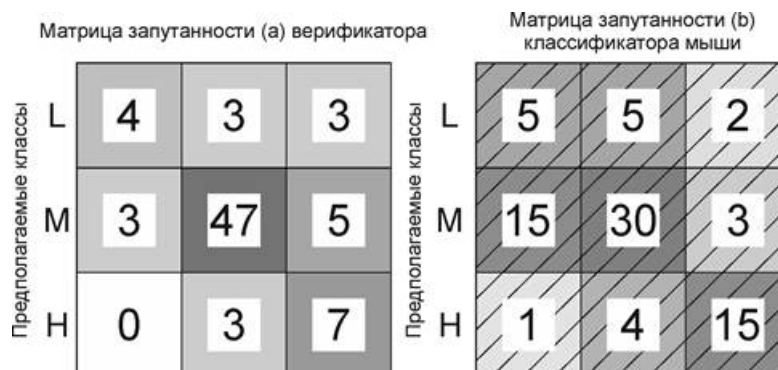 Матрица запутанности (a) верификатора
Предполагаемые классы
L 4 3 3
M 3 47 5
H 0 3 7
Матрица запутанности (b)
классификатора мыши
Предполагаемые классы
L 5 5 2
M 15 30 3
H 1 4 15